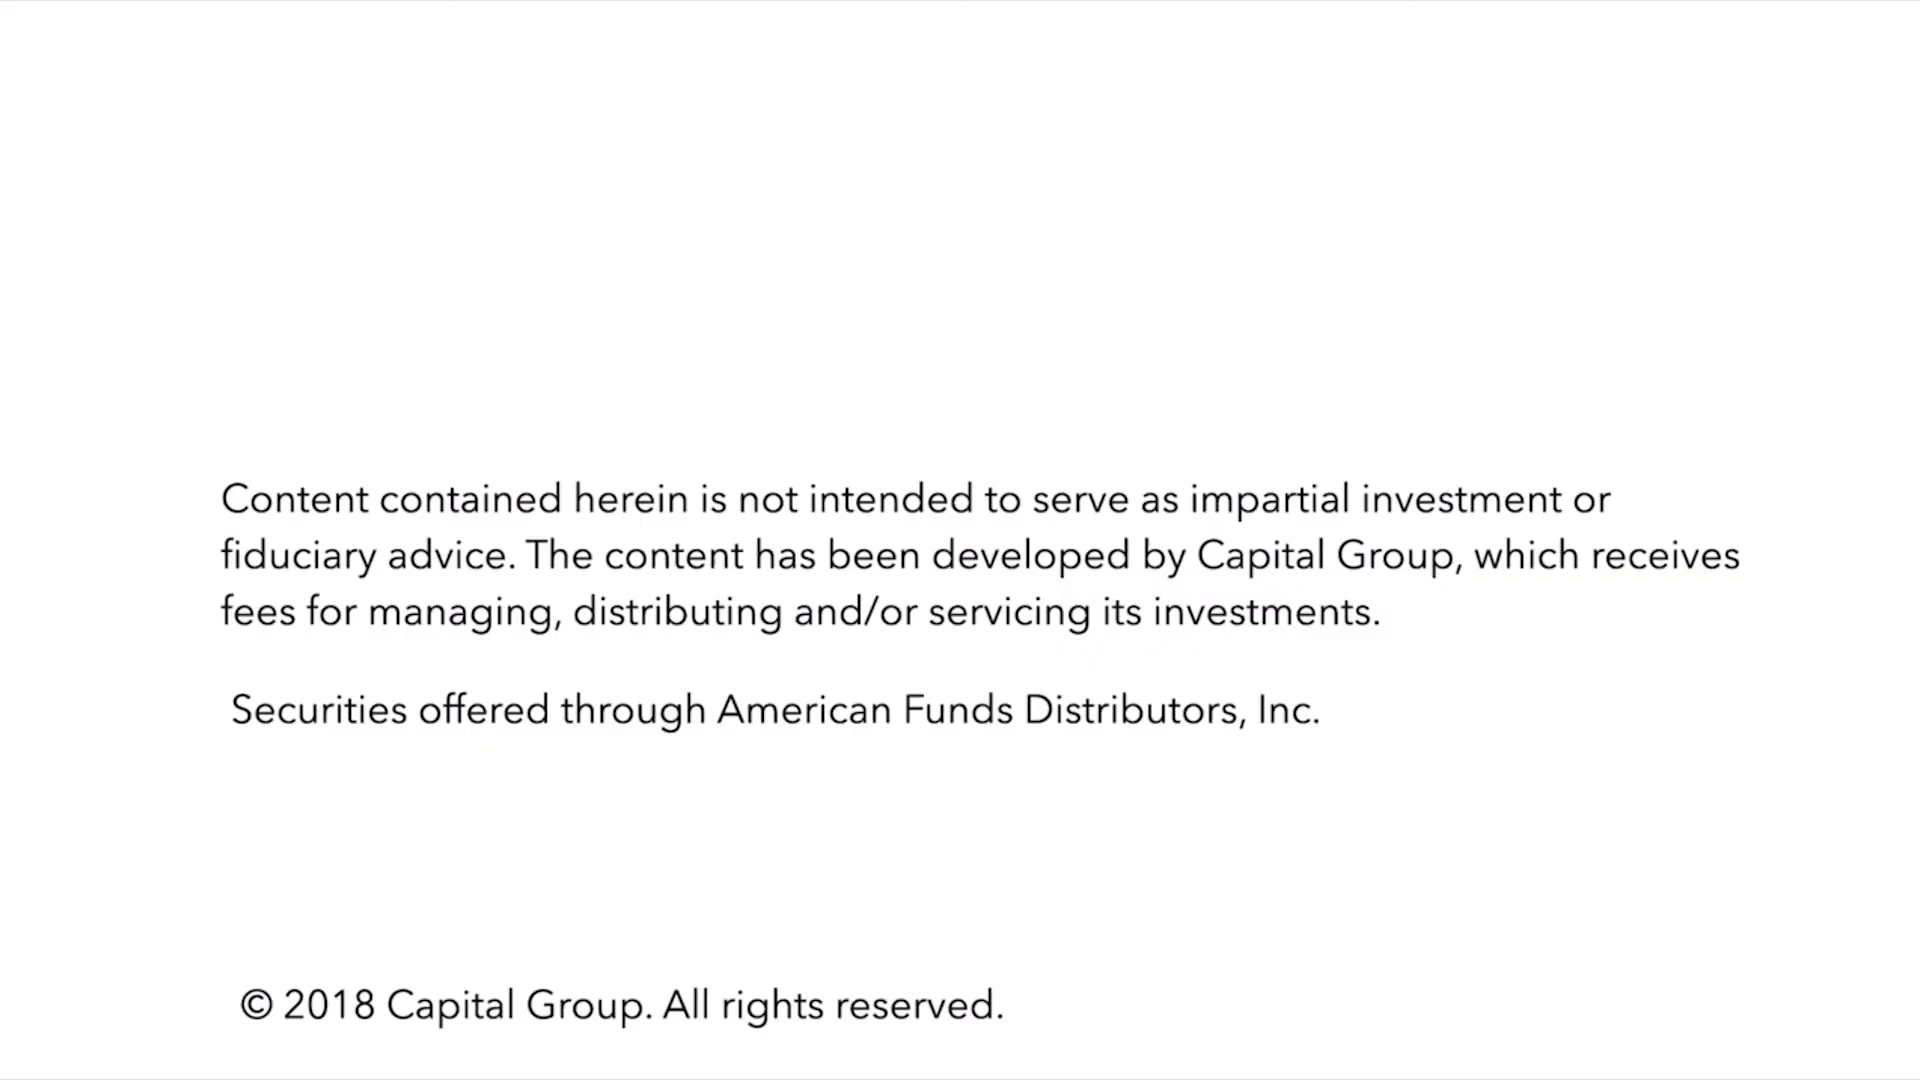 Content contained herein is not intended to serve as impartial investment or
fiduciary advice. The content has been developed by Capital Group, which receives
fees for managing, distributing and/or servicing its investments.
Securities offered through American Funds Distributors, Inc.
© 2018 Capital Group. All rights reserved.